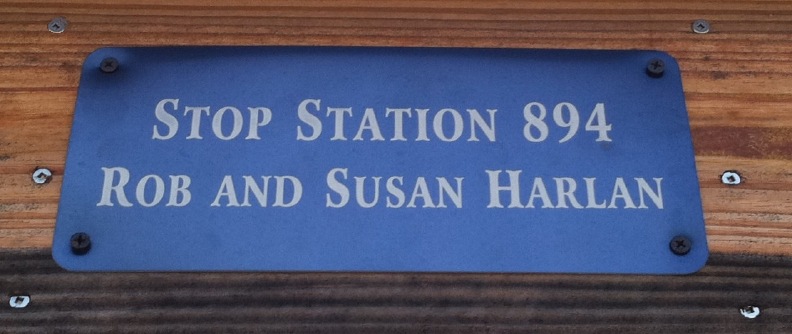 Stop Station 894
Rob and Susan Harlan